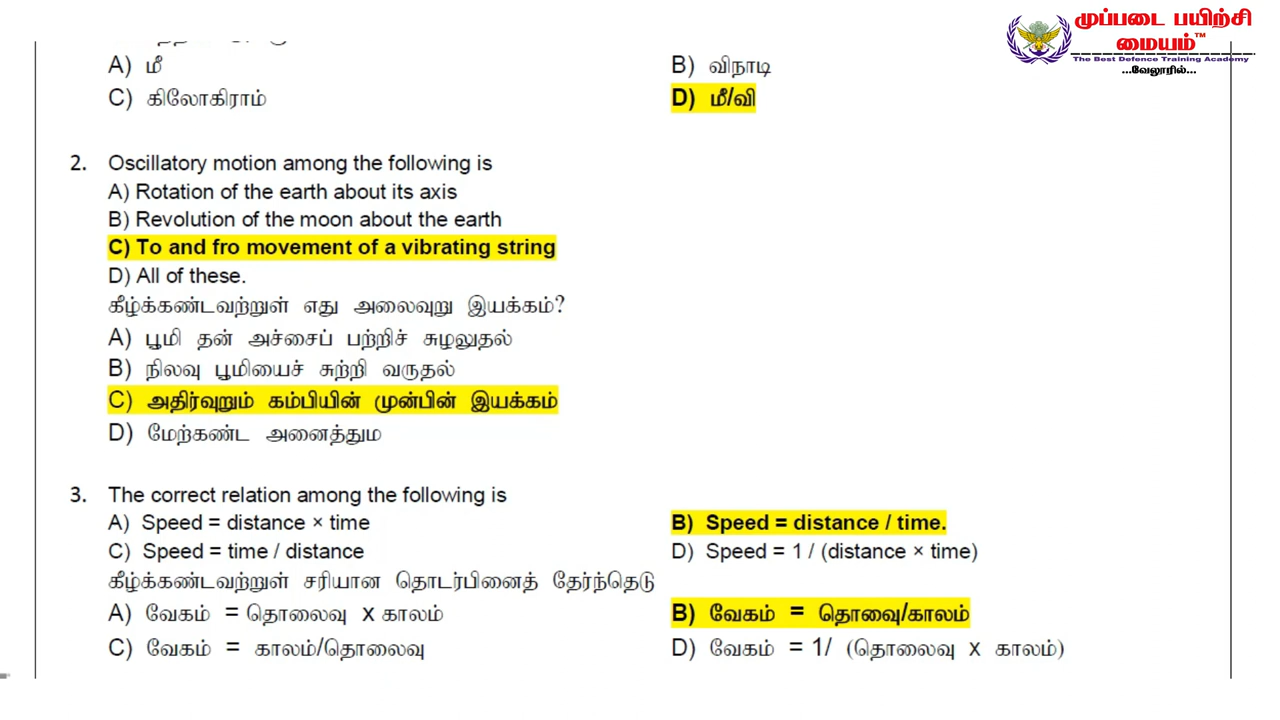 முப்படை பயிற்சி
மையம்™
The Best Defence Training Academy
...வேலூரில்...
A) மீ B) விநாடி
C) கிலோகிராம் D) மீ/வி
2. Oscillatory motion among the following is
A) Rotation of the earth about its axis
B) Revolution of the moon about the earth
C) To and fro movement of a vibrating string
D) All of these.
கீழ்க்கண்டவற்றுள் எது அலைவுறு இயக்கம்?
A) பூமி தன் அச்சைப் பற்றிச் சுழலுதல்
B) நிலவு பூமியைச் சுற்றி வருதல்
C) அதிர்வுறும் கம்பியின் முன்பின் இயக்கம்
D) மேற்கண்ட அனைத்தும
3. The correct relation among the following is
A) Speed = distance × time B) Speed = distance / time.
C) Speed = time / distance D) Speed = 1 / (distance × time)
கீழ்க்கண்டவற்றுள் சரியான தொடர்பினைத் தேர்ந்தெடு
A) வேகம் = தொலைவு x காலம் B) வேகம் = தொவைு/காலம்
C) வேகம் = காலம்/தொலைவு D) வேகம் = 1/ (தொலைவு x காலம்)